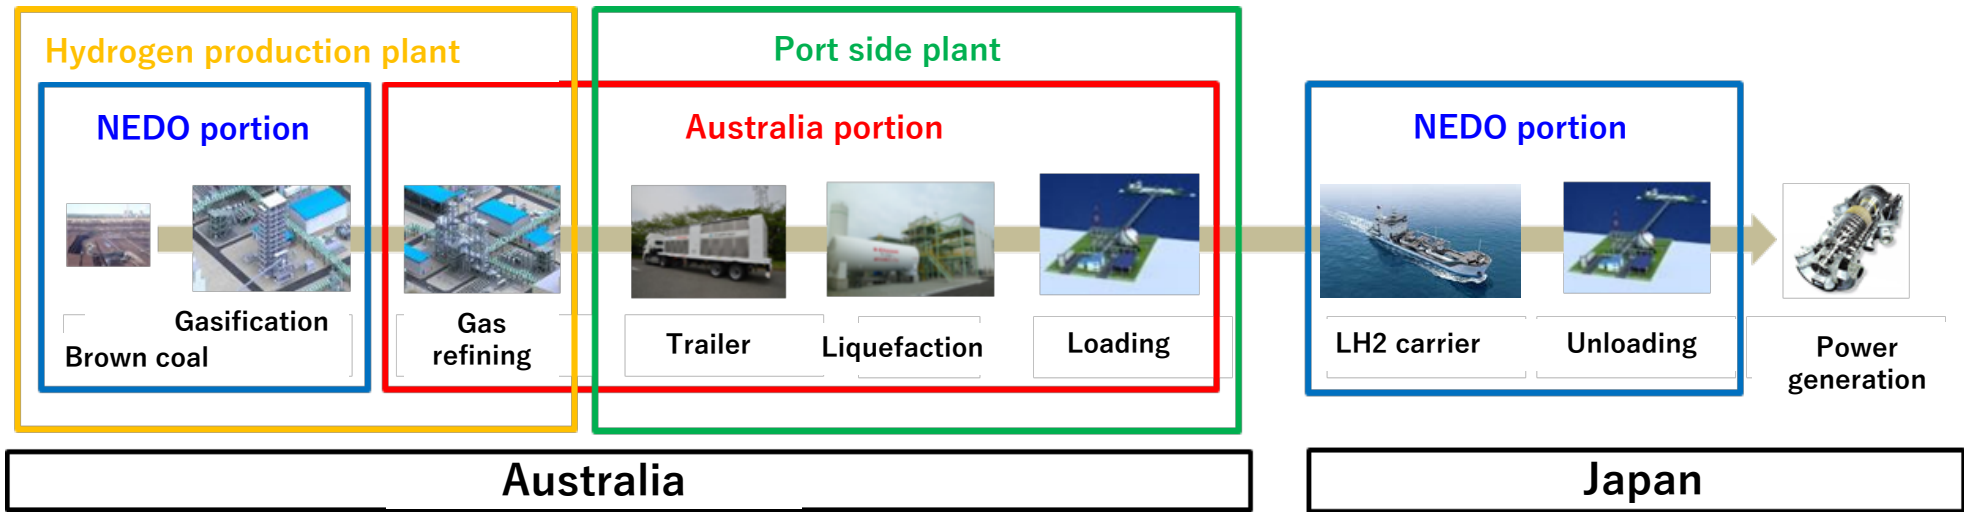 Hydrogen production plant
Port side plant
NEDO portion
Australia portion
NEDO portion
Brown coal
Gasification
Gas
refining
Trailer
Liquefaction
Loading
LH2 carrier
Unloading
Power
generation
Australia
Japan